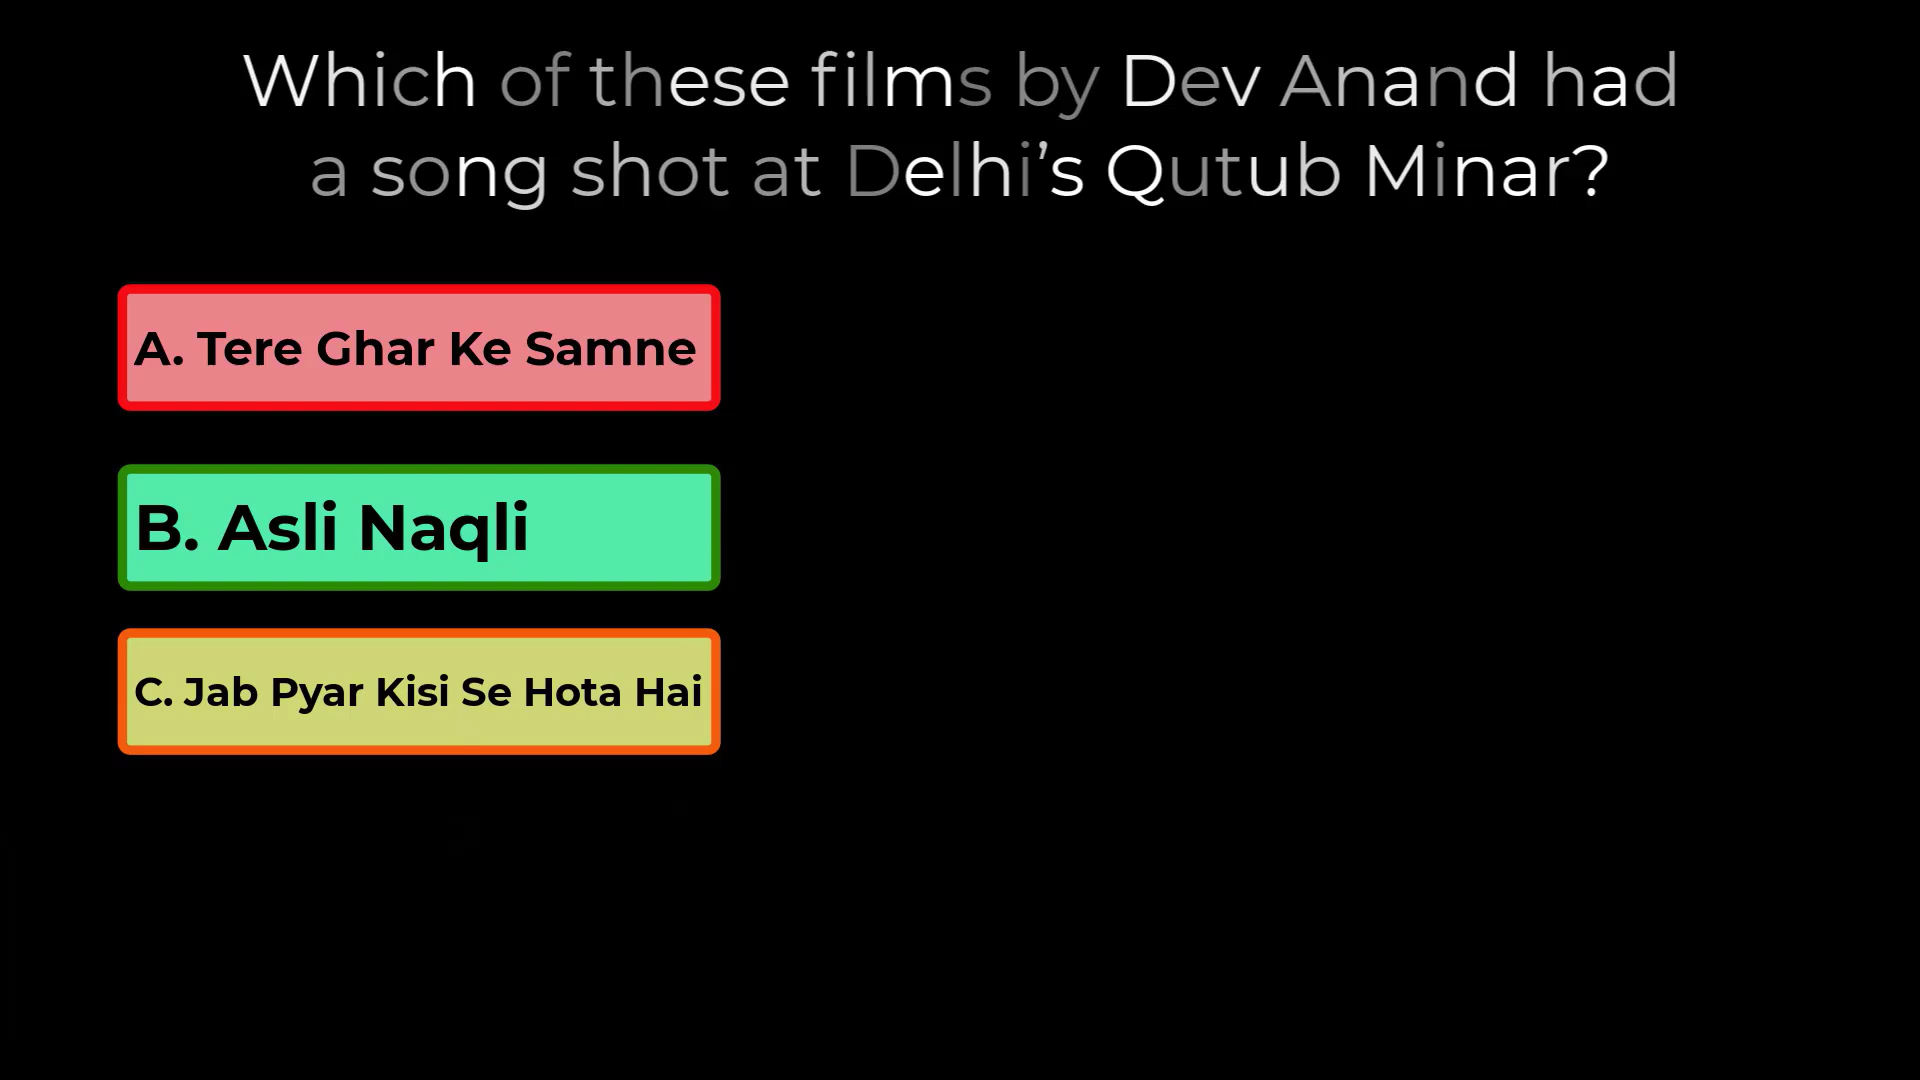 Which of these films by Dev Anand had
a song shot at Delhi’s Qutub Minar?
A. Tere Ghar Ke Samne
B. Asli Naqli
C. Jab Pyar Kisi Se Hota Hai